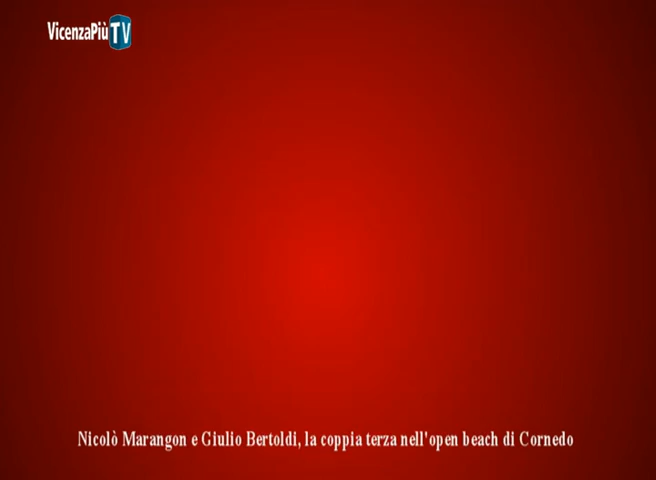 VicenzaPiù TV
Nicolò Marangon e Giulio Bertoldi, la coppia terza nell'open beach di Cornedo